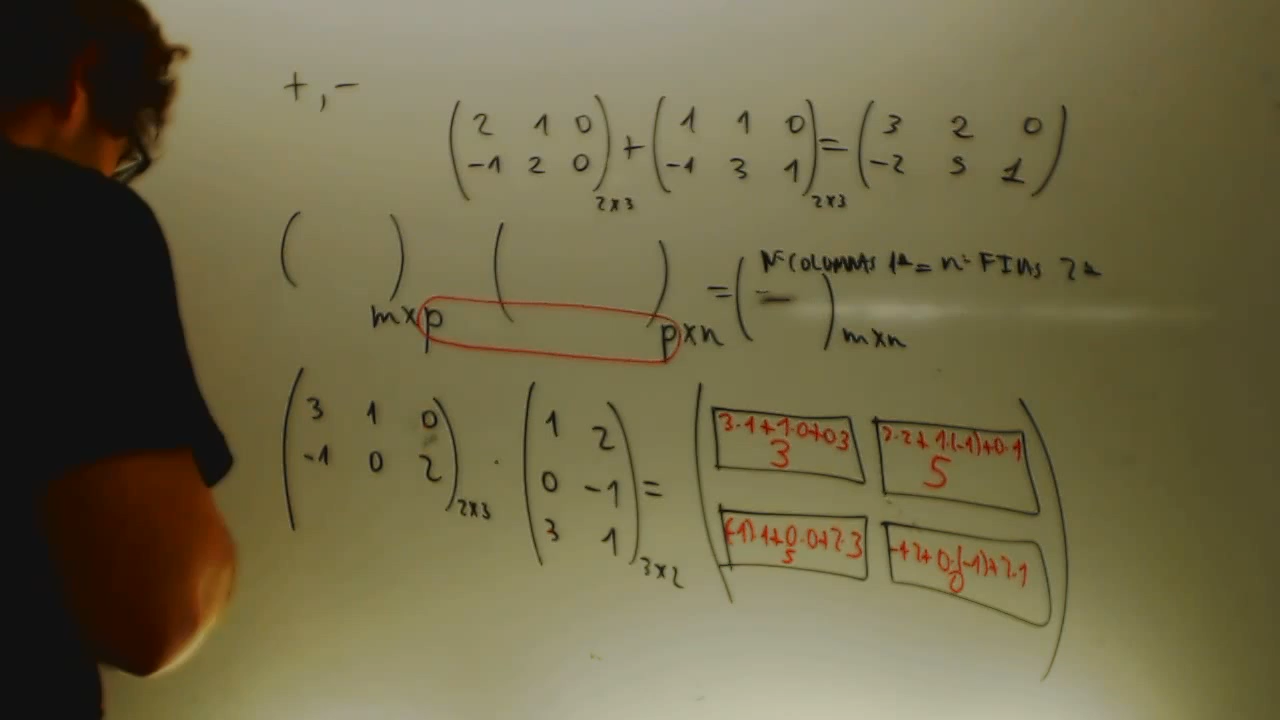 +, -
( 2 1 0 ) + ( 1 1 0 ) = ( 3 2 0 )
( -1 2 0 ) 2x3 ( -1 3 1 ) 2x3 ( -2 5 1 )
Nº COLUMNAS 1ª = nº FILAS 2ª
( ) m×p ( ) p×n = ( ) m×n
( 3 1 0 ) ( 1 2 ) 3·1+1·0+0 3 3·2+1·(-1)+0·1
( -1 0 2 ) 2x3 · ( 0 -1 ) = 3 5
( 3 1 ) 3x2 (-1)·1+0·0+2·3 -1·2+0·(-1)+2·1
5 0